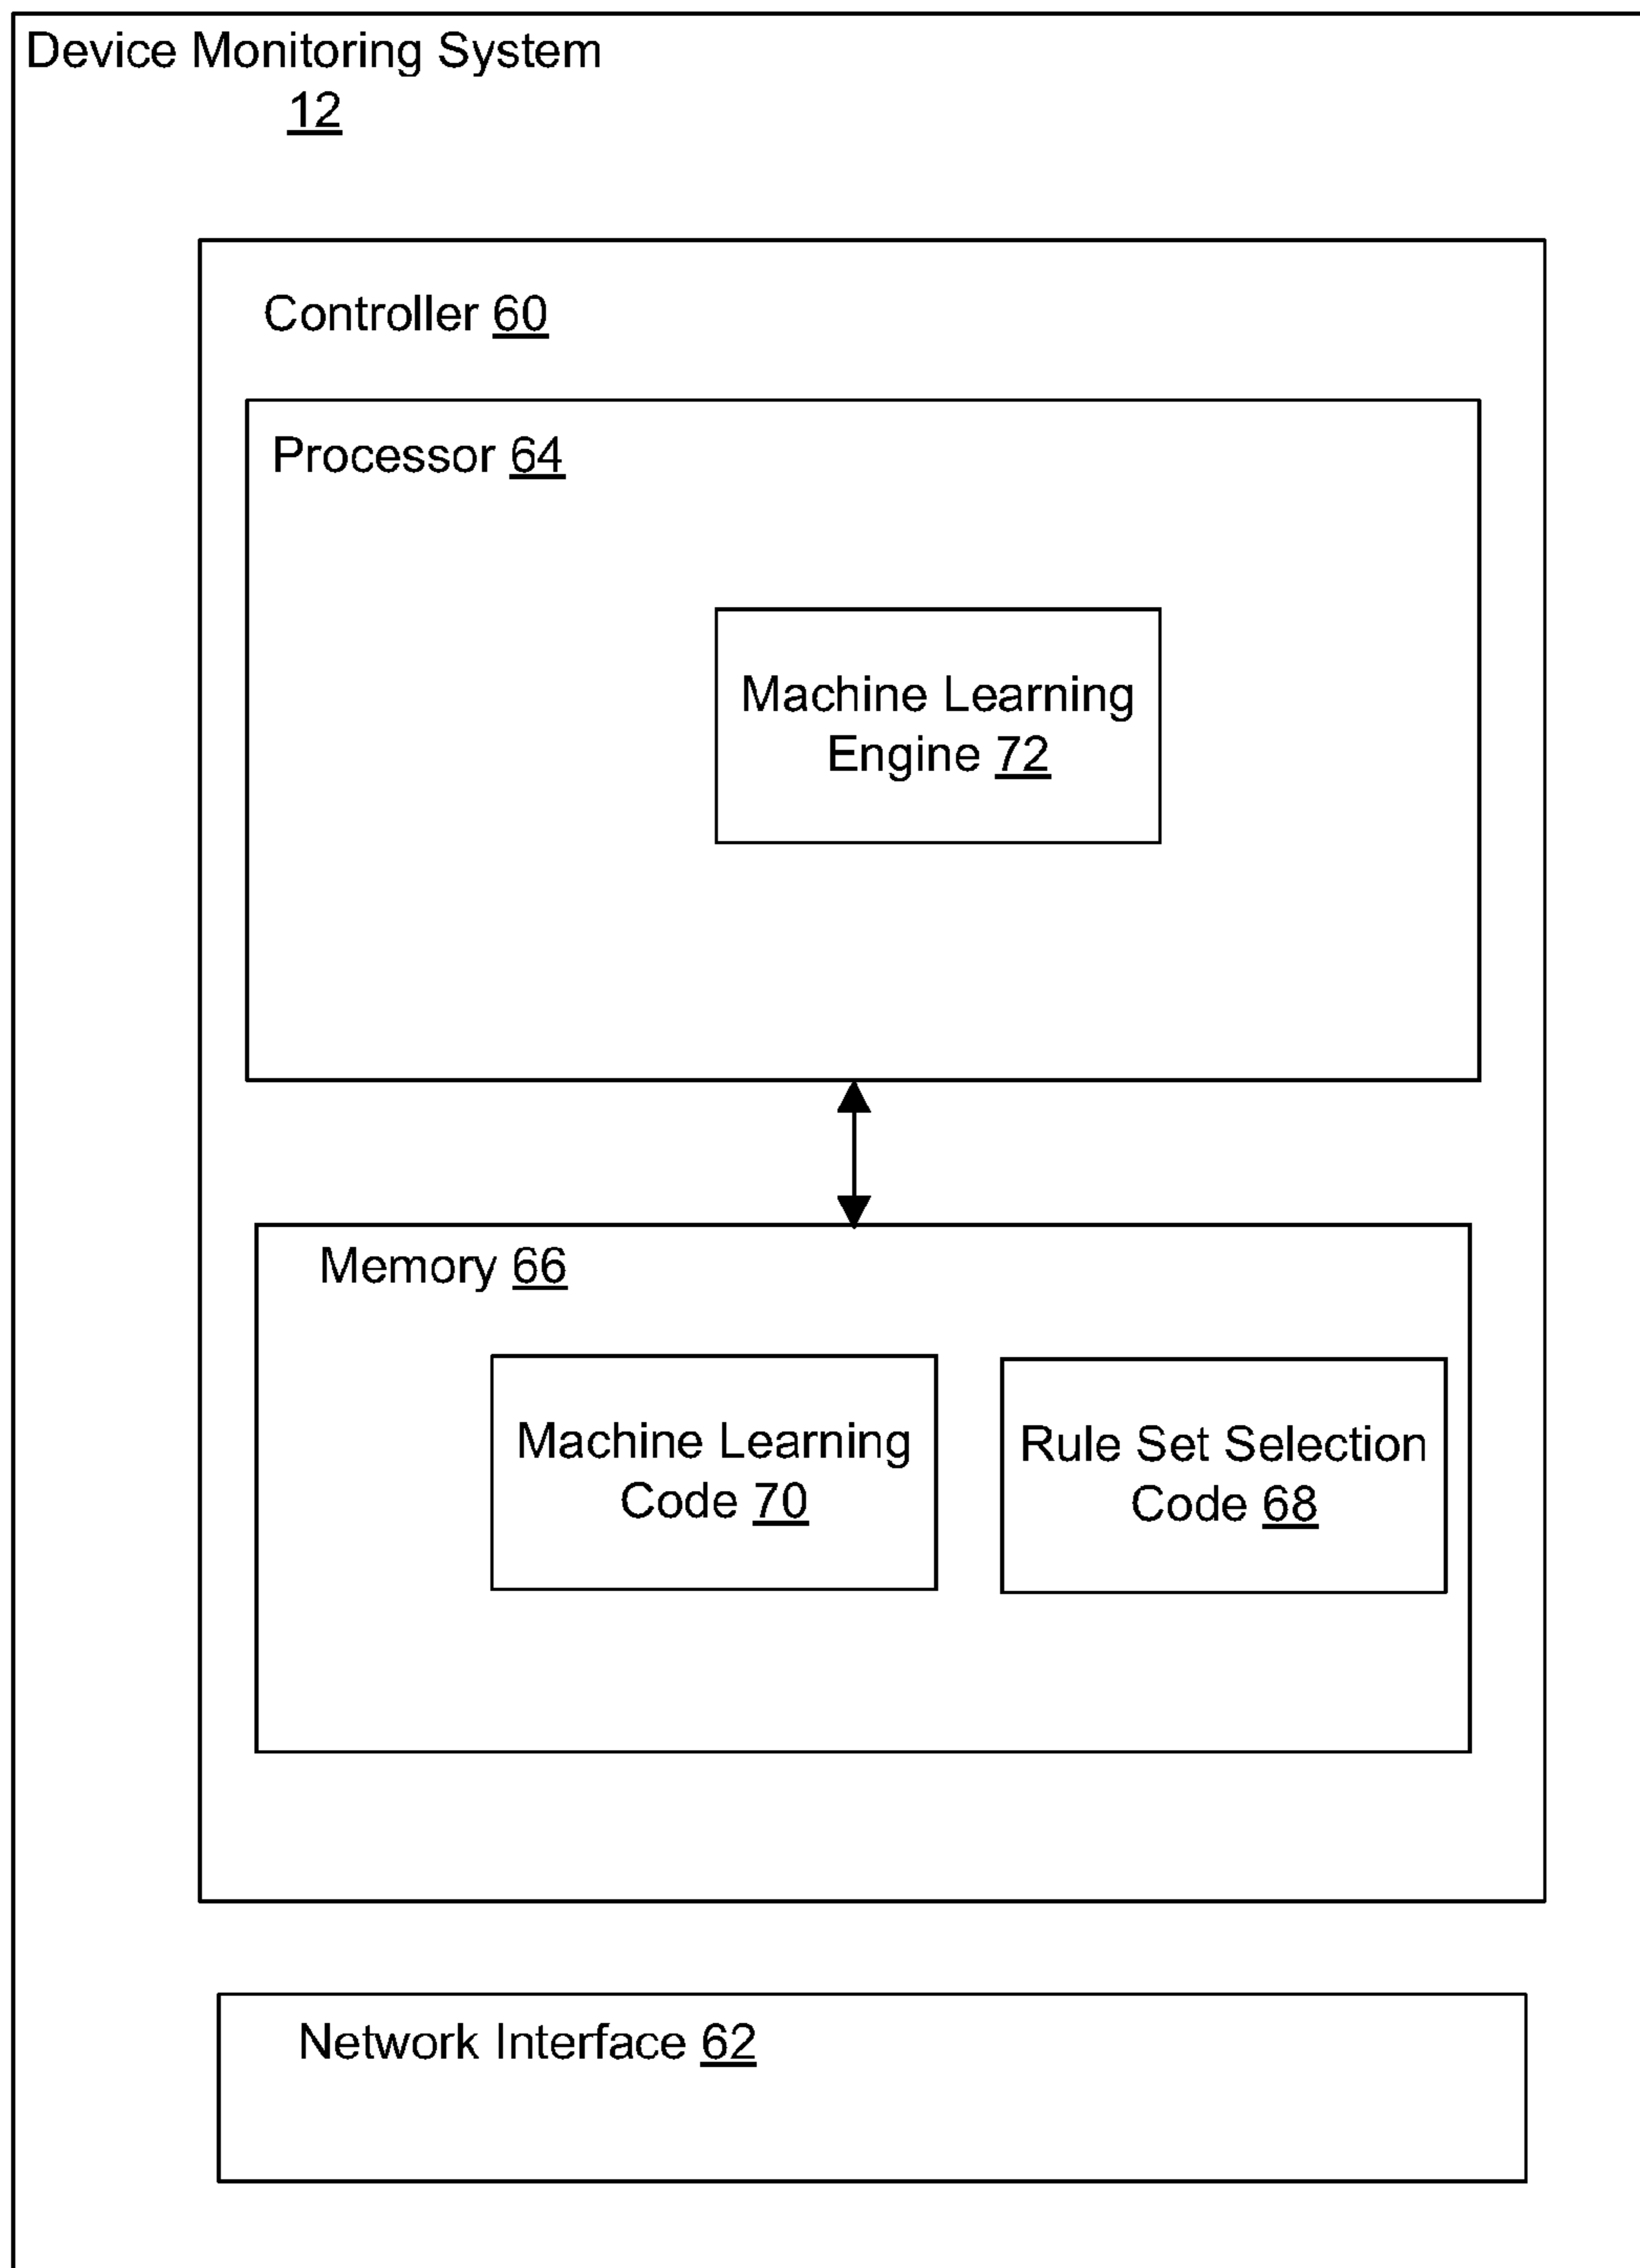 Device Monitoring System
12
Controller 60
Processor 64
Machine Learning
Engine 72
Memory 66
Machine Learning
Code 70
Rule Set Selection
Code 68
Network Interface 62